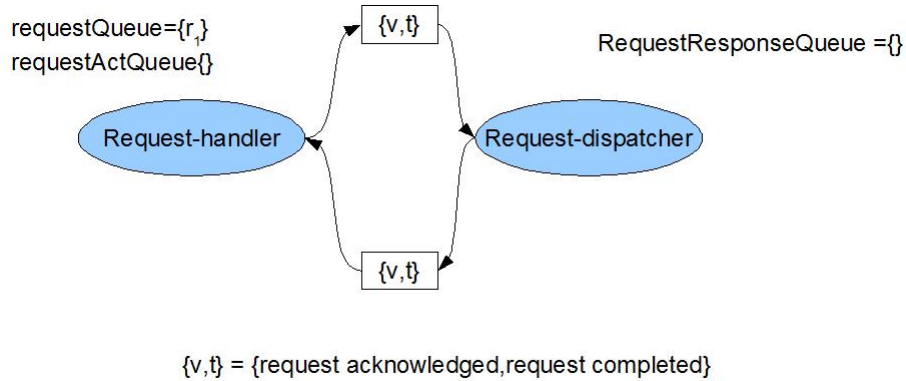 requestQueue={r₁}
requestActQueue{}
{v,t}
RequestResponseQueue ={}
Request-handler
Request-dispatcher
{v,t}
{v,t} = {request acknowledged,request completed}